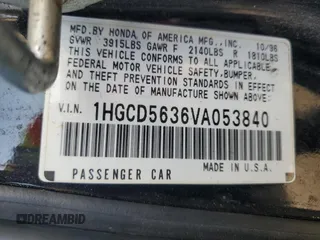 MFD. BY HONDA OF AMERICA MFG., INC. 10/96
GVWR 3915LBS GAWR F 2140LBS R 1810LBS
THIS VEHICLE CONFORMS TO ALL APPLICABLE
FEDERAL MOTOR VEHICLE SAFETY, BUMPER,
AND THEFT PREVENTION STANDARDS IN EFFECT ON
THE DATE OF MANUFACTURE SHOWN ABOVE.
V.I.N. 1HGCD5636VA053840
PASSENGER CAR MADE IN U.S.A.
DREAMBID